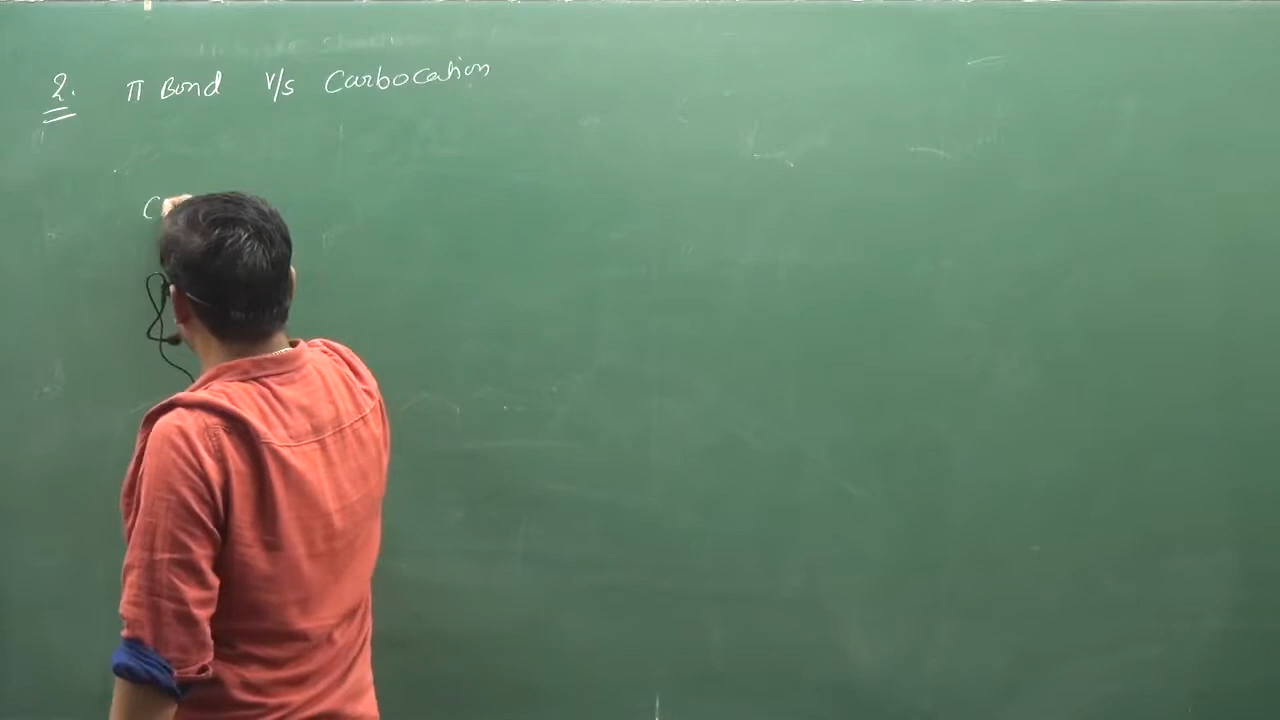 2. π Bond v/s Carbocation
C